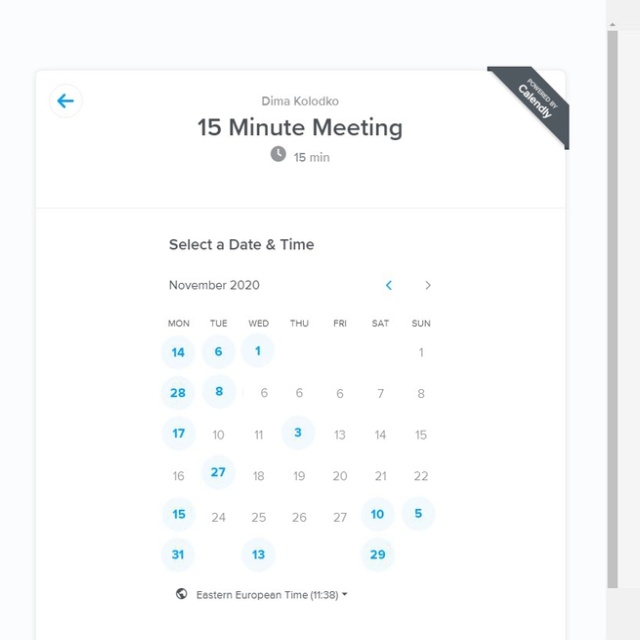 POWERED BY
Calendly
Dima Kolodko
15 Minute Meeting
15 min
Select a Date & Time
November 2020
MON TUE WED THU FRI SAT SUN
14 6 1 1
28 8 6 6 6 7 8
17 10 11 3 13 14 15
16 27 18 19 20 21 22
15 24 25 26 27 10 5
31 13 29
Eastern European Time (11:38)